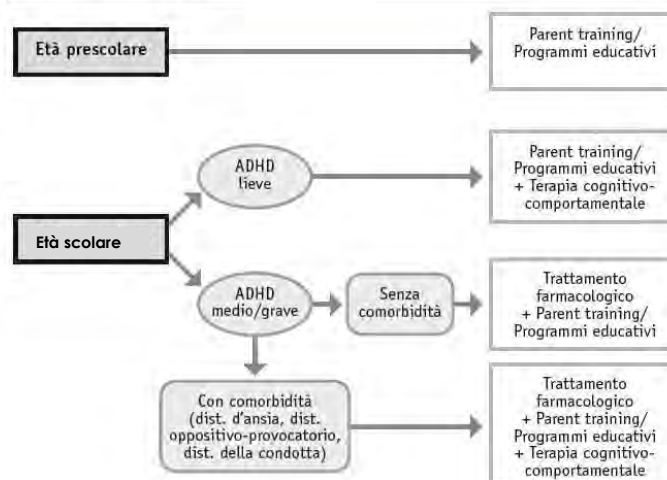 Età prescolare
Parent training/
Programmi educativi
ADHD
lieve
Parent training/
Programmi educativi
+ Terapia cognitivo-
comportamentale
Età scolare
ADHD
medio/grave
Senza
comorbidità
Trattamento
farmacologico
+ Parent training/
Programmi educativi
Con comorbidità
(dist. d'ansia, dist.
oppositivo-provocatorio,
dist. della condotta)
Trattamento
farmacologico
+ Parent training/
Programmi educativi
+ Terapia cognitivo-
comportamentale